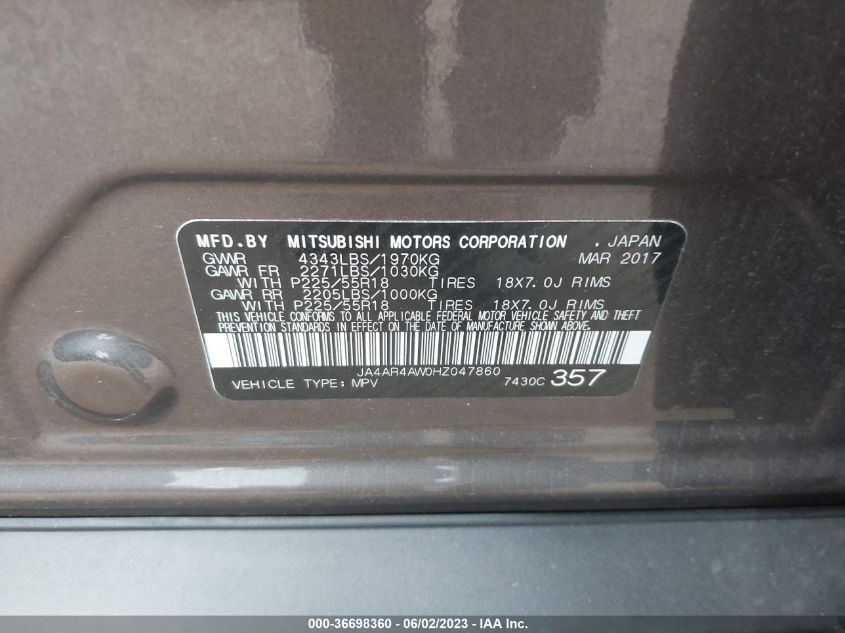 MFD.BY MITSUBISHI MOTORS CORPORATION . JAPAN
GVWR 4343LBS/1970KG MAR 2017
GAWR FR 2271LBS/1030KG
WITH P225/55R18 TIRES 18X7.0J RIMS
GAWR RR 2205LBS/1000KG
WITH P225/55R18 TIRES 18X7.0J RIMS
THIS VEHICLE CONFORMS TO ALL APPLICABLE FEDERAL MOTOR VEHICLE SAFETY AND THEFT
PREVENTION STANDARDS IN EFFECT ON THE DATE OF MANUFACTURE SHOWN ABOVE.
JA4AR4AW0HZ047860
VEHICLE TYPE: MPV 7430C 357
000-36698360 - 06/02/2023 - IAA Inc.